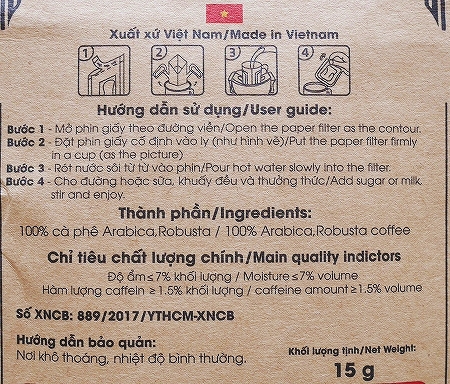 Xuất xứ Việt Nam/Made in Vietnam
1 2 3 4
Hướng dẫn sử dụng/User guide:
Bước 1 - Mở phin giấy theo đường viền/Open the paper filter as the contour.
Bước 2 - Đặt phin giấy cố định vào ly (như hình vẽ)/Put the paper filter firmly
in a cup (as the picture)
Bước 3 - Rót nước sôi từ từ vào phin/Pour hot water slowly into the filter.
Bước 4 - Cho đường hoặc sữa, khuấy đều và thưởng thức/Add sugar or milk,
stir and enjoy.
Thành phần/Ingredients:
100% cà phê Arabica,Robusta / 100% Arabica,Robusta coffee
Chỉ tiêu chất lượng chính/Main quality indictors
Độ ẩm ≤7% khối lượng / Moisture ≤7% volume
Hàm lượng caffein ≥ 1.5% khối lượng / caffeine amount ≥1.5% volume
Số XNCB: 889/2017/YTHCM-XNCB
Hướng dẫn bảo quản:
Nơi khô thoáng, nhiệt độ bình thường.
Khối lượng tịnh/Net Weight:
15 g